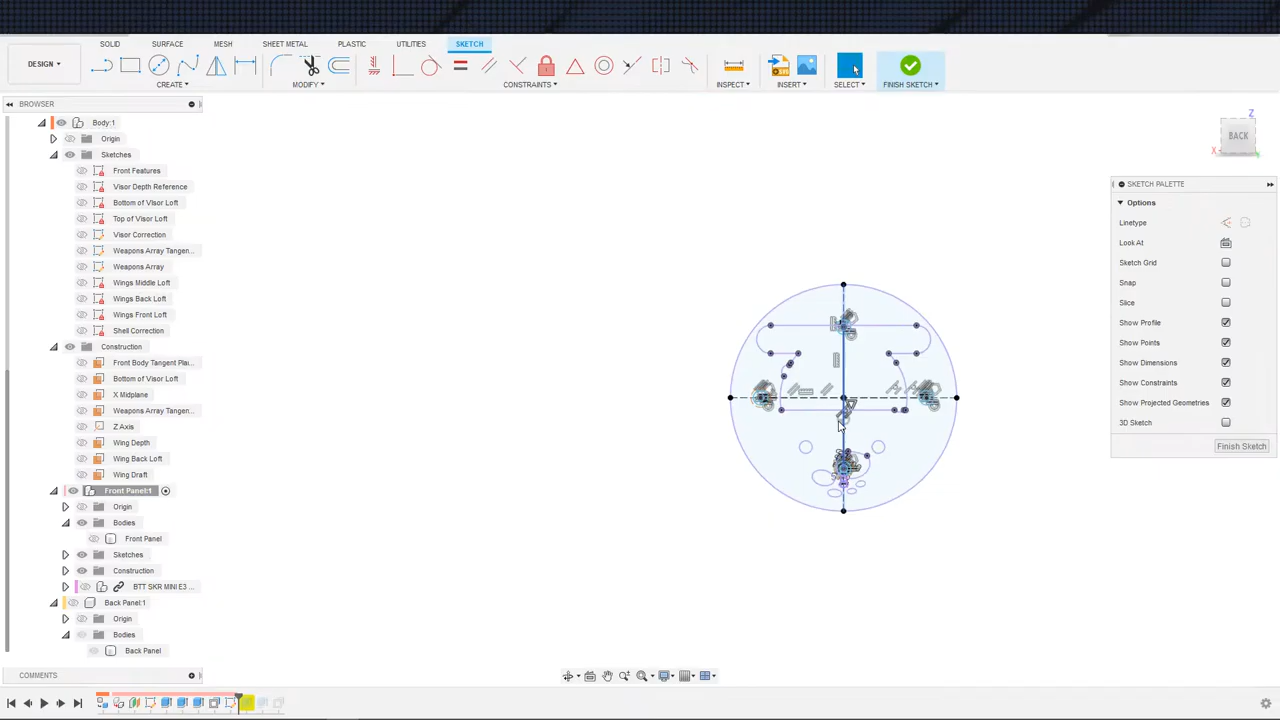 SOLID SURFACE MESH SHEET METAL PLASTIC UTILITIES SKETCH
DESIGN ▾
CREATE ▾ MODIFY ▾ CONSTRAINTS ▾ INSPECT ▾ INSERT ▾ SELECT ▾ FINISH SKETCH ▾
BROWSER
Body:1
Origin
Sketches
Front Features
Visor Depth Reference
Bottom of Visor Loft
Top of Visor Loft
Visor Correction
Weapons Array Tangen...
Weapons Array
Wings Middle Loft
Wings Back Loft
Wings Front Loft
Shell Correction
Construction
Front Body Tangent Plai...
Bottom of Visor Loft
X Midplane
Weapons Array Tangen...
Z Axis
Wing Depth
Wing Back Loft
Wing Draft
Front Panel:1
Origin
Bodies
Front Panel
Sketches
Construction
BTT SKR MINI E3 ...
Back Panel:1
Origin
Bodies
Back Panel
COMMENTS
Z
BACK
X
SKETCH PALETTE
Options
Linetype
Look At
Sketch Grid
Snap
Slice
Show Profile
Show Points
Show Dimensions
Show Constraints
Show Projected Geometries
3D Sketch
Finish Sketch